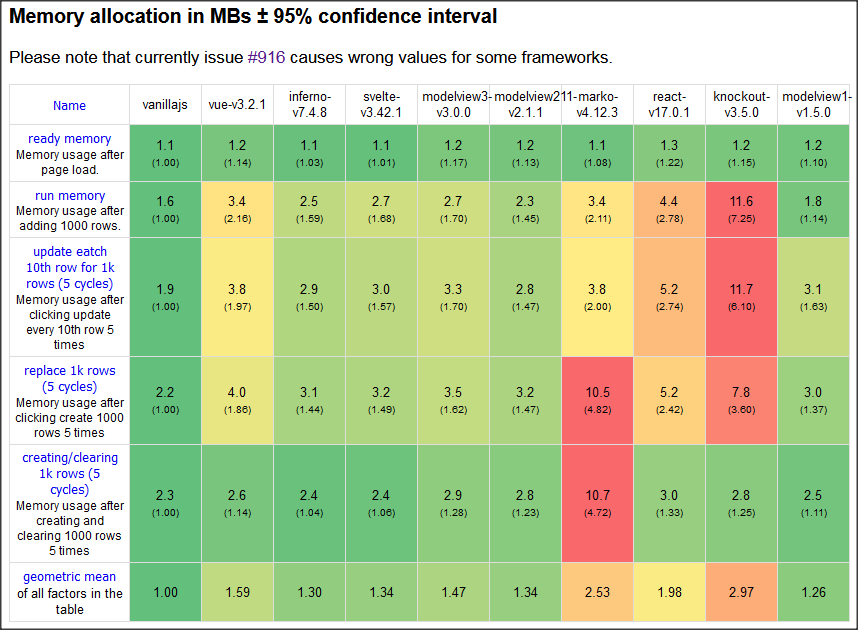 Memory allocation in MBs ± 95% confidence interval
Please note that currently issue #916 causes wrong values for some frameworks.
Name
vanillajs
vue-v3.2.1
inferno-
v7.4.8
svelte-
v3.42.1
modelview3-
v3.0.0
modelview211-
v2.1.1
marko-
v4.12.3
react-
v17.0.1
knockout-
v3.5.0
modelview1-
v1.5.0
ready memory
Memory usage after
page load.
1.1
(1.00)
1.2
(1.14)
1.1
(1.03)
1.1
(1.01)
1.2
(1.17)
1.2
(1.13)
1.1
(1.08)
1.3
(1.22)
1.2
(1.15)
1.2
(1.10)
run memory
Memory usage after
adding 1000 rows.
1.6
(1.00)
3.4
(2.16)
2.5
(1.59)
2.7
(1.68)
2.7
(1.70)
2.3
(1.45)
3.4
(2.11)
4.4
(2.78)
11.6
(7.25)
1.8
(1.14)
update eatch
10th row for 1k
rows (5 cycles)
Memory usage after
clicking update
every 10th row 5
times
1.9
(1.00)
3.8
(1.97)
2.9
(1.50)
3.0
(1.57)
3.3
(1.70)
2.8
(1.47)
3.8
(2.00)
5.2
(2.74)
11.7
(6.10)
3.1
(1.63)
replace 1k rows
(5 cycles)
Memory usage after
clicking create 1000
rows 5 times
2.2
(1.00)
4.0
(1.86)
3.1
(1.44)
3.2
(1.49)
3.5
(1.62)
3.2
(1.47)
10.5
(4.82)
5.2
(2.42)
7.8
(3.60)
3.0
(1.37)
creating/clearing
1k rows (5
cycles)
Memory usage after
creating and
clearing 1000 rows
5 times
2.3
(1.00)
2.6
(1.14)
2.4
(1.04)
2.4
(1.06)
2.9
(1.28)
2.8
(1.23)
10.7
(4.72)
3.0
(1.33)
2.8
(1.25)
2.5
(1.11)
geometric mean
of all factors in the
table
1.00
1.59
1.30
1.34
1.47
1.34
2.53
1.98
2.97
1.26